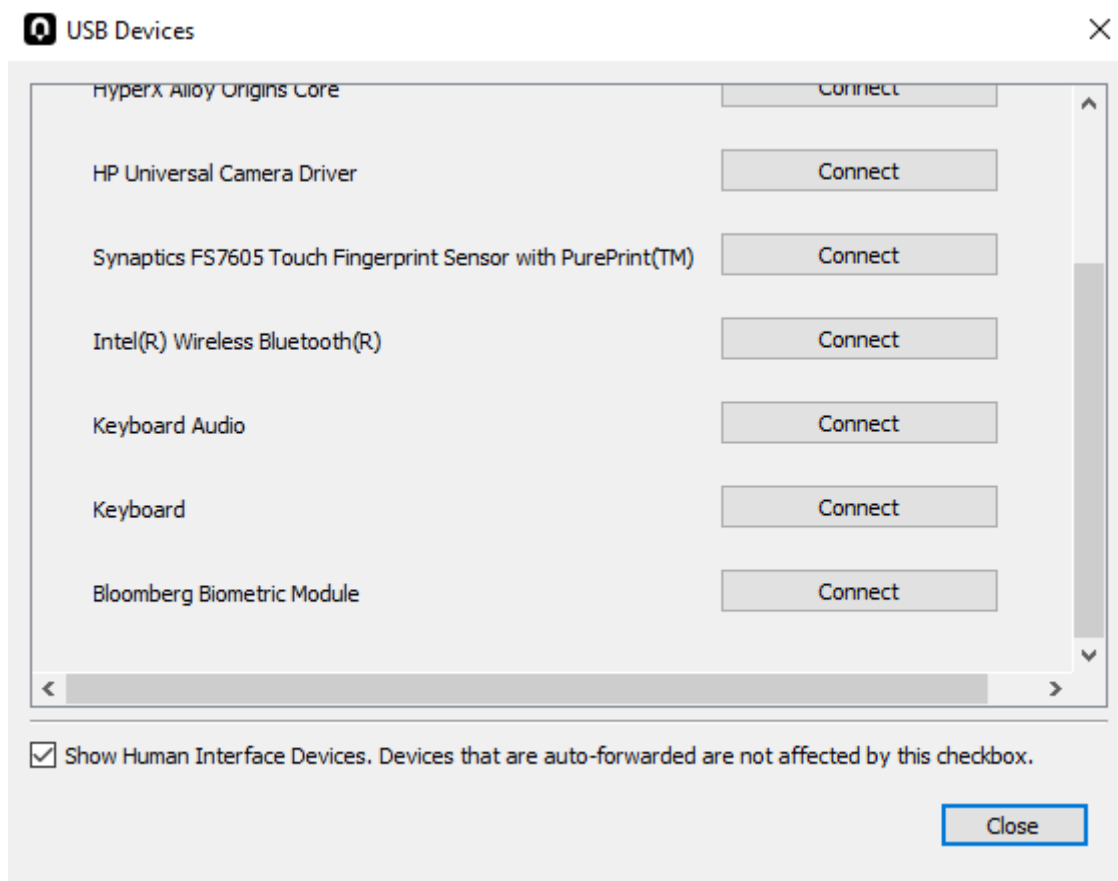 USB Devices
HyperX Alloy Origins Core Connect
HP Universal Camera Driver Connect
Synaptics FS7605 Touch Fingerprint Sensor with PurePrint(TM) Connect
Intel(R) Wireless Bluetooth(R) Connect
Keyboard Audio Connect
Keyboard Connect
Bloomberg Biometric Module Connect
Show Human Interface Devices. Devices that are auto-forwarded are not affected by this checkbox.
Close